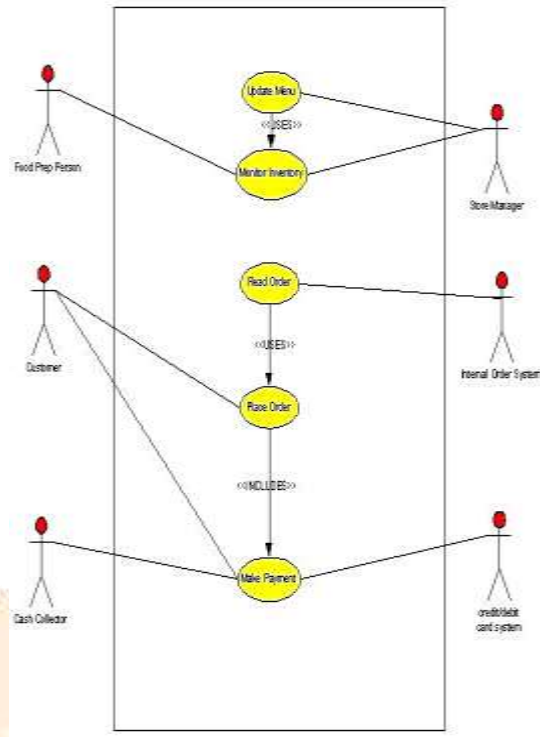 Update Menu
<<USES>>
Food Prep Person
Monitor Inventory
Store Manager
Read Order
<<USES>>
Customer
Internal Order System
Place Order
<<INCLUDES>>
Make Payment
Cash Collector
credit/debit
card system